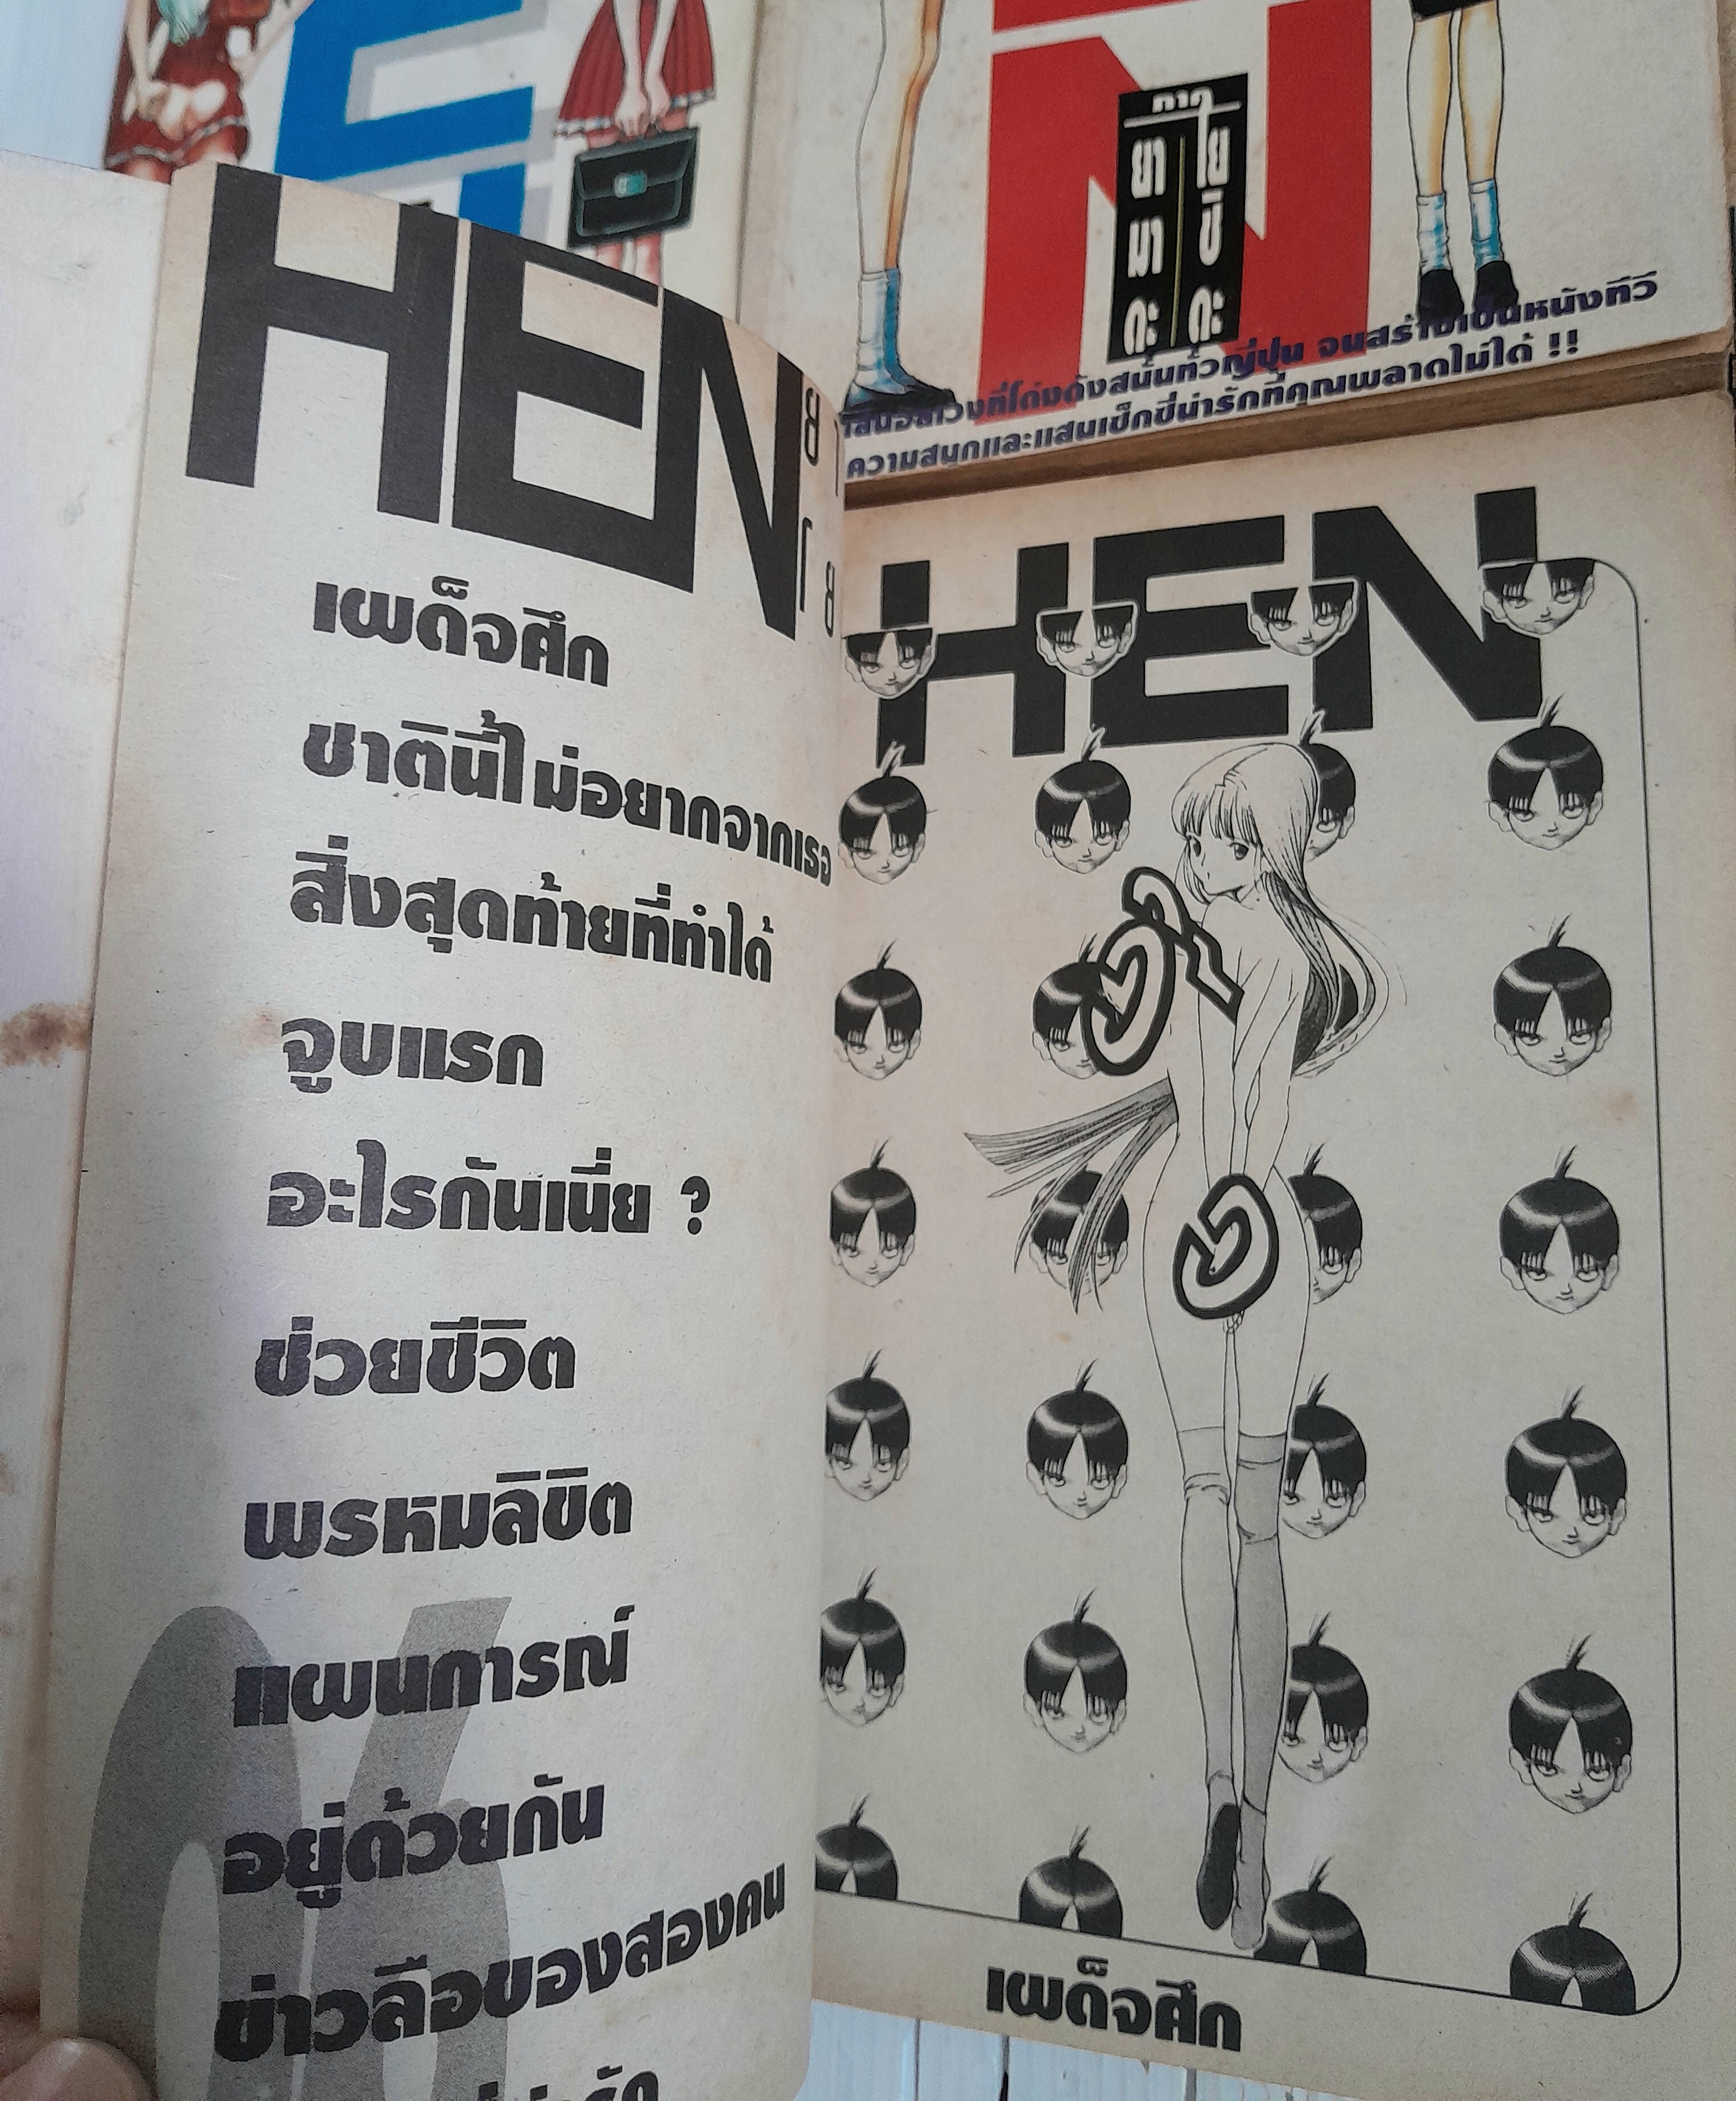 ภาค
ยามาดะ
ใยมิดะ
เสนอสาวงที่โด่งดังสนั่นทั่วญี่ปุ่น จนสร้างเป็นหนังทีวี
ความสนุกและแสนเซ็กซี่น่ารักที่คุณพลาดไม่ได้ !!
HEN
เผด็จศึก
ชาตินี้ไม่อยากจากเธอ
สิ่งสุดท้ายที่ทำได้
จูบแรก
อะไรกันเนี่ย ?
ช่วยชีวิต
พรหมลิขิต
แผนการณ์
อยู่ด้วยกัน
ข่าวลือของสองคน
HEN
เผด็จศึก